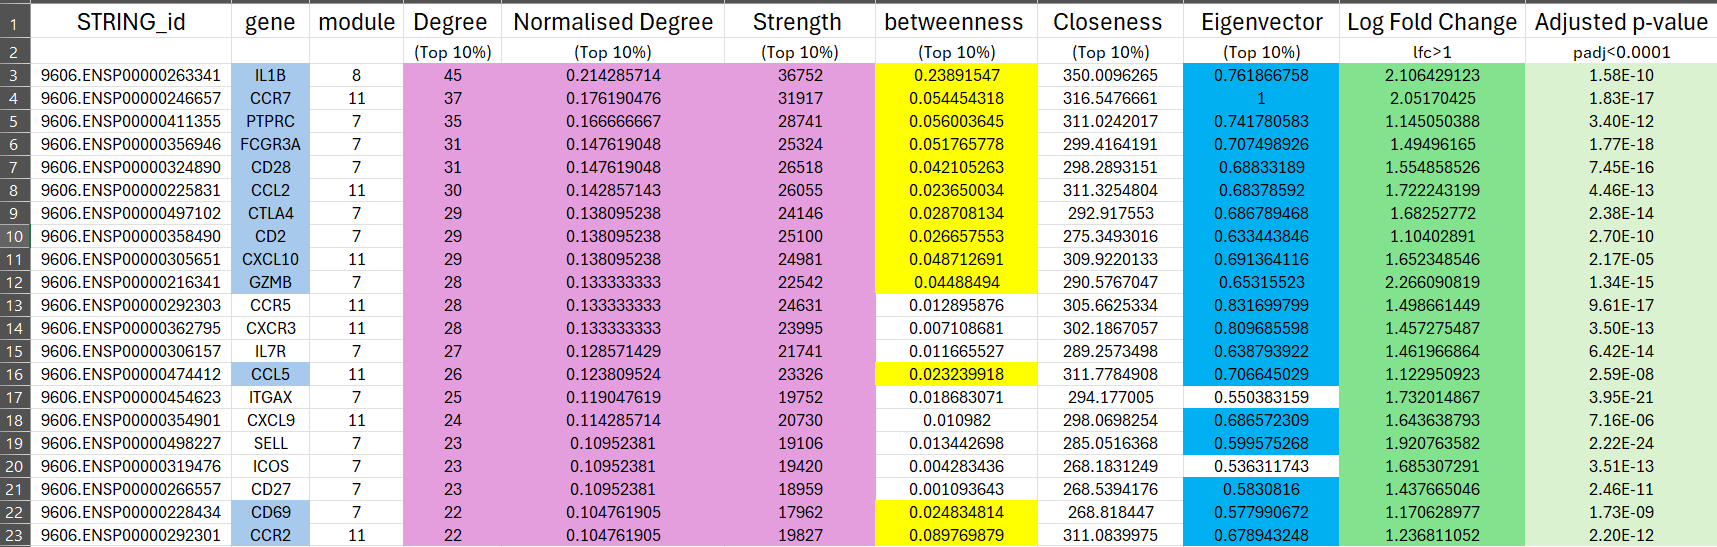 1 STRING_id gene module Degree Normalised Degree Strength betweenness Closeness Eigenvector Log Fold Change Adjusted p-value
2 (Top 10%) (Top 10%) (Top 10%) (Top 10%) (Top 10%) (Top 10%) lfc>1 padj<0.0001
3 9606.ENSP00000263341 IL1B 8 45 0.214285714 36752 0.23891547 350.0096265 0.761866758 2.106429123 1.58E-10
4 9606.ENSP00000246657 CCR7 11 37 0.176190476 31917 0.054454318 316.5476661 1 2.05170425 1.83E-17
5 9606.ENSP00000411355 PTPRC 7 35 0.166666667 28741 0.056003645 311.0242017 0.741780583 1.145050388 3.40E-12
6 9606.ENSP00000356946 FCGR3A 7 31 0.147619048 25324 0.051765778 299.4164191 0.707498926 1.49496165 1.77E-18
7 9606.ENSP00000324890 CD28 7 31 0.147619048 26518 0.042105263 298.2893151 0.68833189 1.554858526 7.45E-16
8 9606.ENSP00000225831 CCL2 11 30 0.142857143 26055 0.023650034 311.3254804 0.68378592 1.722243199 4.46E-13
9 9606.ENSP00000497102 CTLA4 7 29 0.138095238 24146 0.028708134 292.917553 0.686789468 1.68252772 2.38E-14
10 9606.ENSP00000358490 CD2 7 29 0.138095238 25100 0.026657553 275.3493016 0.633443846 1.10402891 2.70E-10
11 9606.ENSP00000305651 CXCL10 11 29 0.138095238 24981 0.048712691 309.9220133 0.691364116 1.652348546 2.17E-05
12 9606.ENSP00000216341 GZMB 7 28 0.133333333 22542 0.04488494 290.5767047 0.65315523 2.266090819 1.34E-15
13 9606.ENSP00000292303 CCR5 11 28 0.133333333 24631 0.012895876 305.6625334 0.831699799 1.498661449 9.61E-17
14 9606.ENSP00000362795 CXCR3 11 28 0.133333333 23995 0.007108681 302.1867057 0.809685598 1.457275487 3.50E-13
15 9606.ENSP00000306157 IL7R 7 27 0.128571429 21741 0.011665527 289.2573498 0.638793922 1.461966864 6.42E-14
16 9606.ENSP00000474412 CCL5 11 26 0.123809524 23326 0.023239918 311.7784908 0.706645029 1.122950923 2.59E-08
17 9606.ENSP00000454623 ITGAX 7 25 0.119047619 19752 0.018683071 294.177005 0.550383159 1.732014867 3.95E-21
18 9606.ENSP00000354901 CXCL9 11 24 0.114285714 20730 0.010982 298.0698254 0.686572309 1.643638793 7.16E-06
19 9606.ENSP00000498227 SELL 7 23 0.10952381 19106 0.013442698 285.0516368 0.599575268 1.920763582 2.22E-24
20 9606.ENSP00000319476 ICOS 7 23 0.10952381 19420 0.004283436 268.1831249 0.536311743 1.685307291 3.51E-13
21 9606.ENSP00000266557 CD27 7 23 0.10952381 18959 0.001093643 268.5394176 0.5830816 1.437665046 2.46E-11
22 9606.ENSP00000228434 CD69 7 22 0.104761905 17962 0.024834814 268.818447 0.577990672 1.170628977 1.73E-09
23 9606.ENSP00000292301 CCR2 11 22 0.104761905 19827 0.089769879 311.0839975 0.678943248 1.236811052 2.20E-12